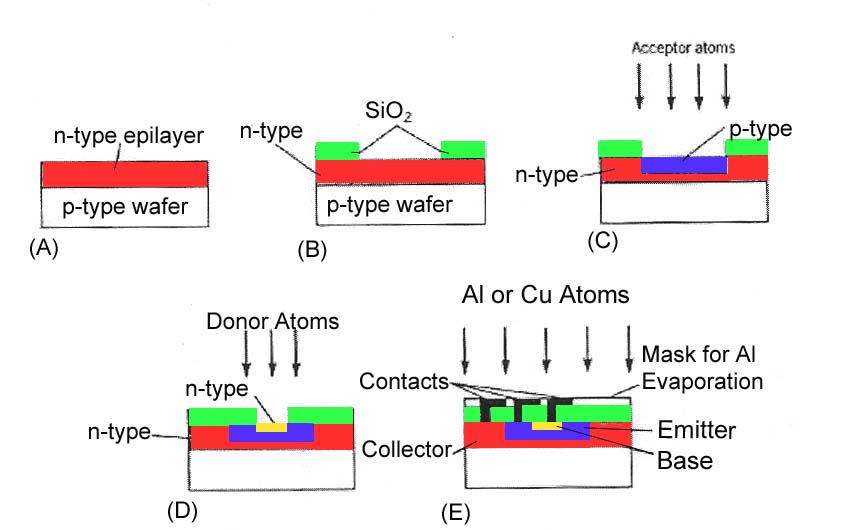 Acceptor atoms
SiO₂
n-type
n-type epilayer
p-type
n-type
p-type wafer
p-type wafer
(A)
(B)
(C)
Al or Cu Atoms
Donor Atoms
Mask for Al
Evaporation
Contacts
n-type
n-type
Collector
Emitter
Base
(D)
(E)